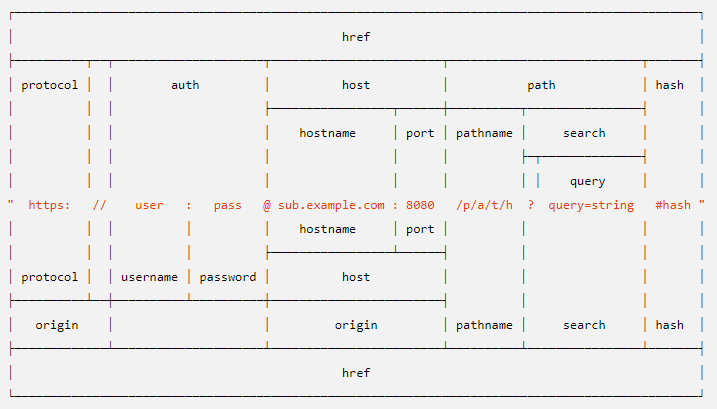 href
protocol auth host path hash
hostname port pathname search
query
" https: // user : pass @ sub.example.com : 8080 /p/a/t/h ? query=string #hash "
hostname port
protocol username password host
origin origin pathname search hash
href